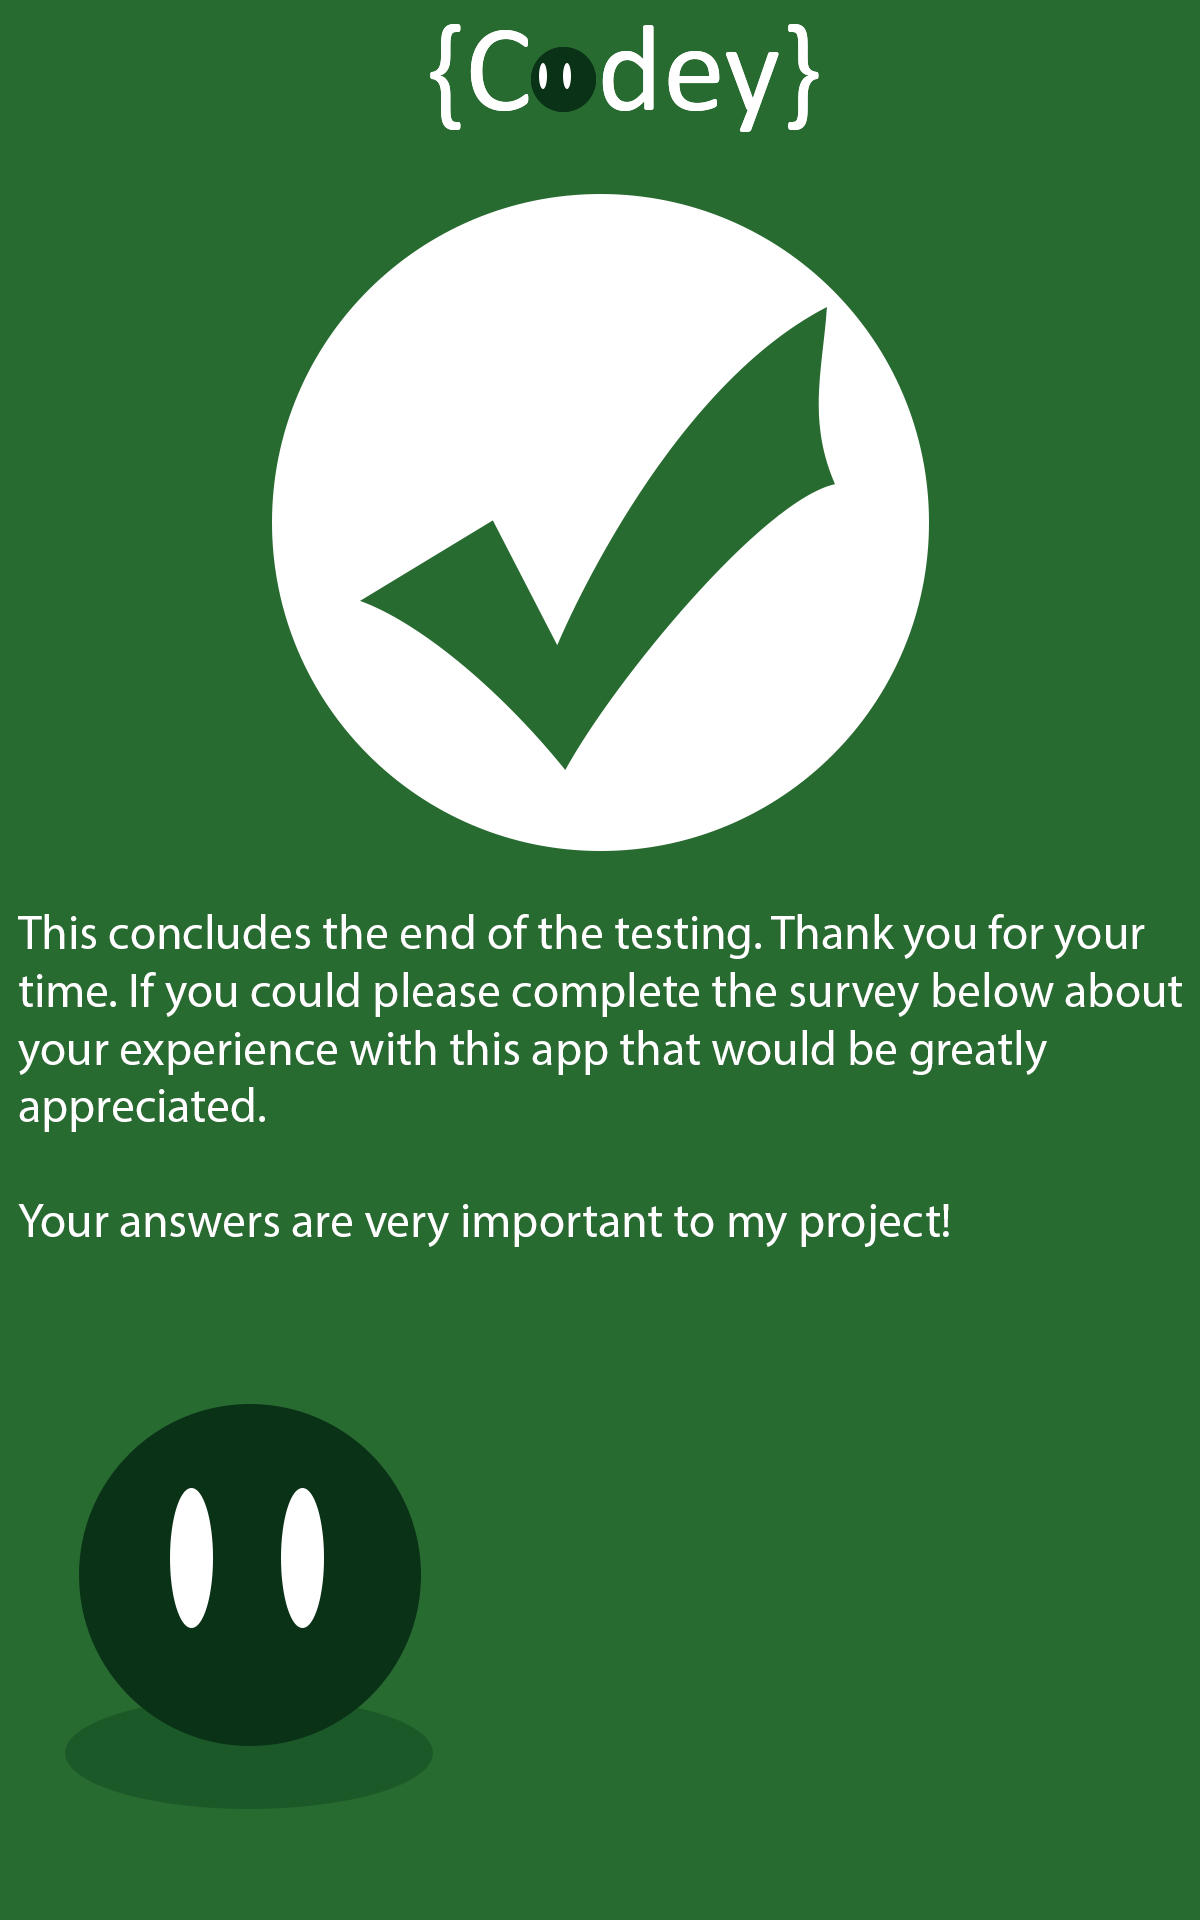 {Codey}
This concludes the end of the testing. Thank you for your
time. If you could please complete the survey below about
your experience with this app that would be greatly
appreciated.
Your answers are very important to my project!